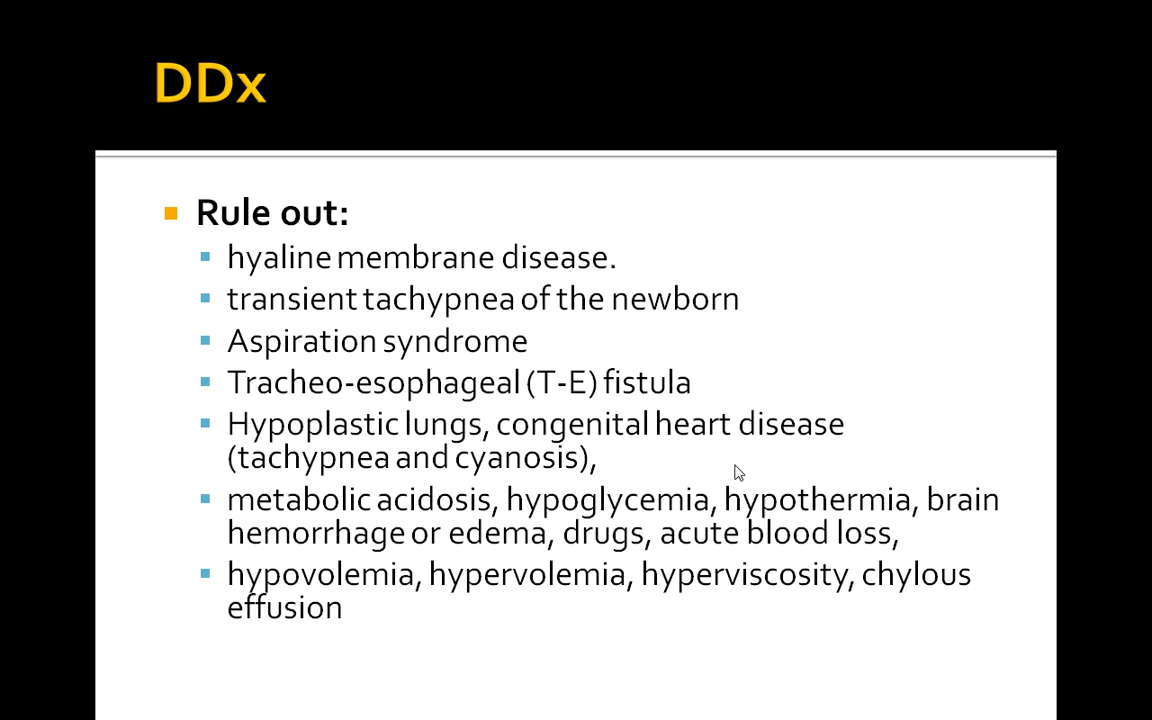 DDx
Rule out:
hyaline membrane disease.
transient tachypnea of the newborn
Aspiration syndrome
Tracheo-esophageal (T-E) fistula
Hypoplastic lungs, congenital heart disease
(tachypnea and cyanosis),
metabolic acidosis, hypoglycemia, hypothermia, brain
hemorrhage or edema, drugs, acute blood loss,
hypovolemia, hypervolemia, hyperviscosity, chylous
effusion